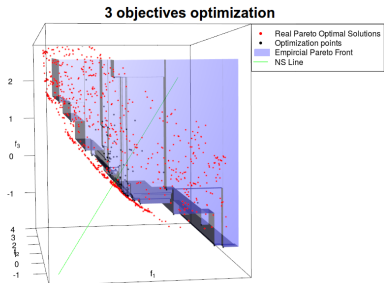 3 objectives optimization
Real Pareto Optimal Solutions
Optimization points
Empircial Pareto Front
NS Line
2
1
f3
0
-1
4
3
2
0
-1
f1